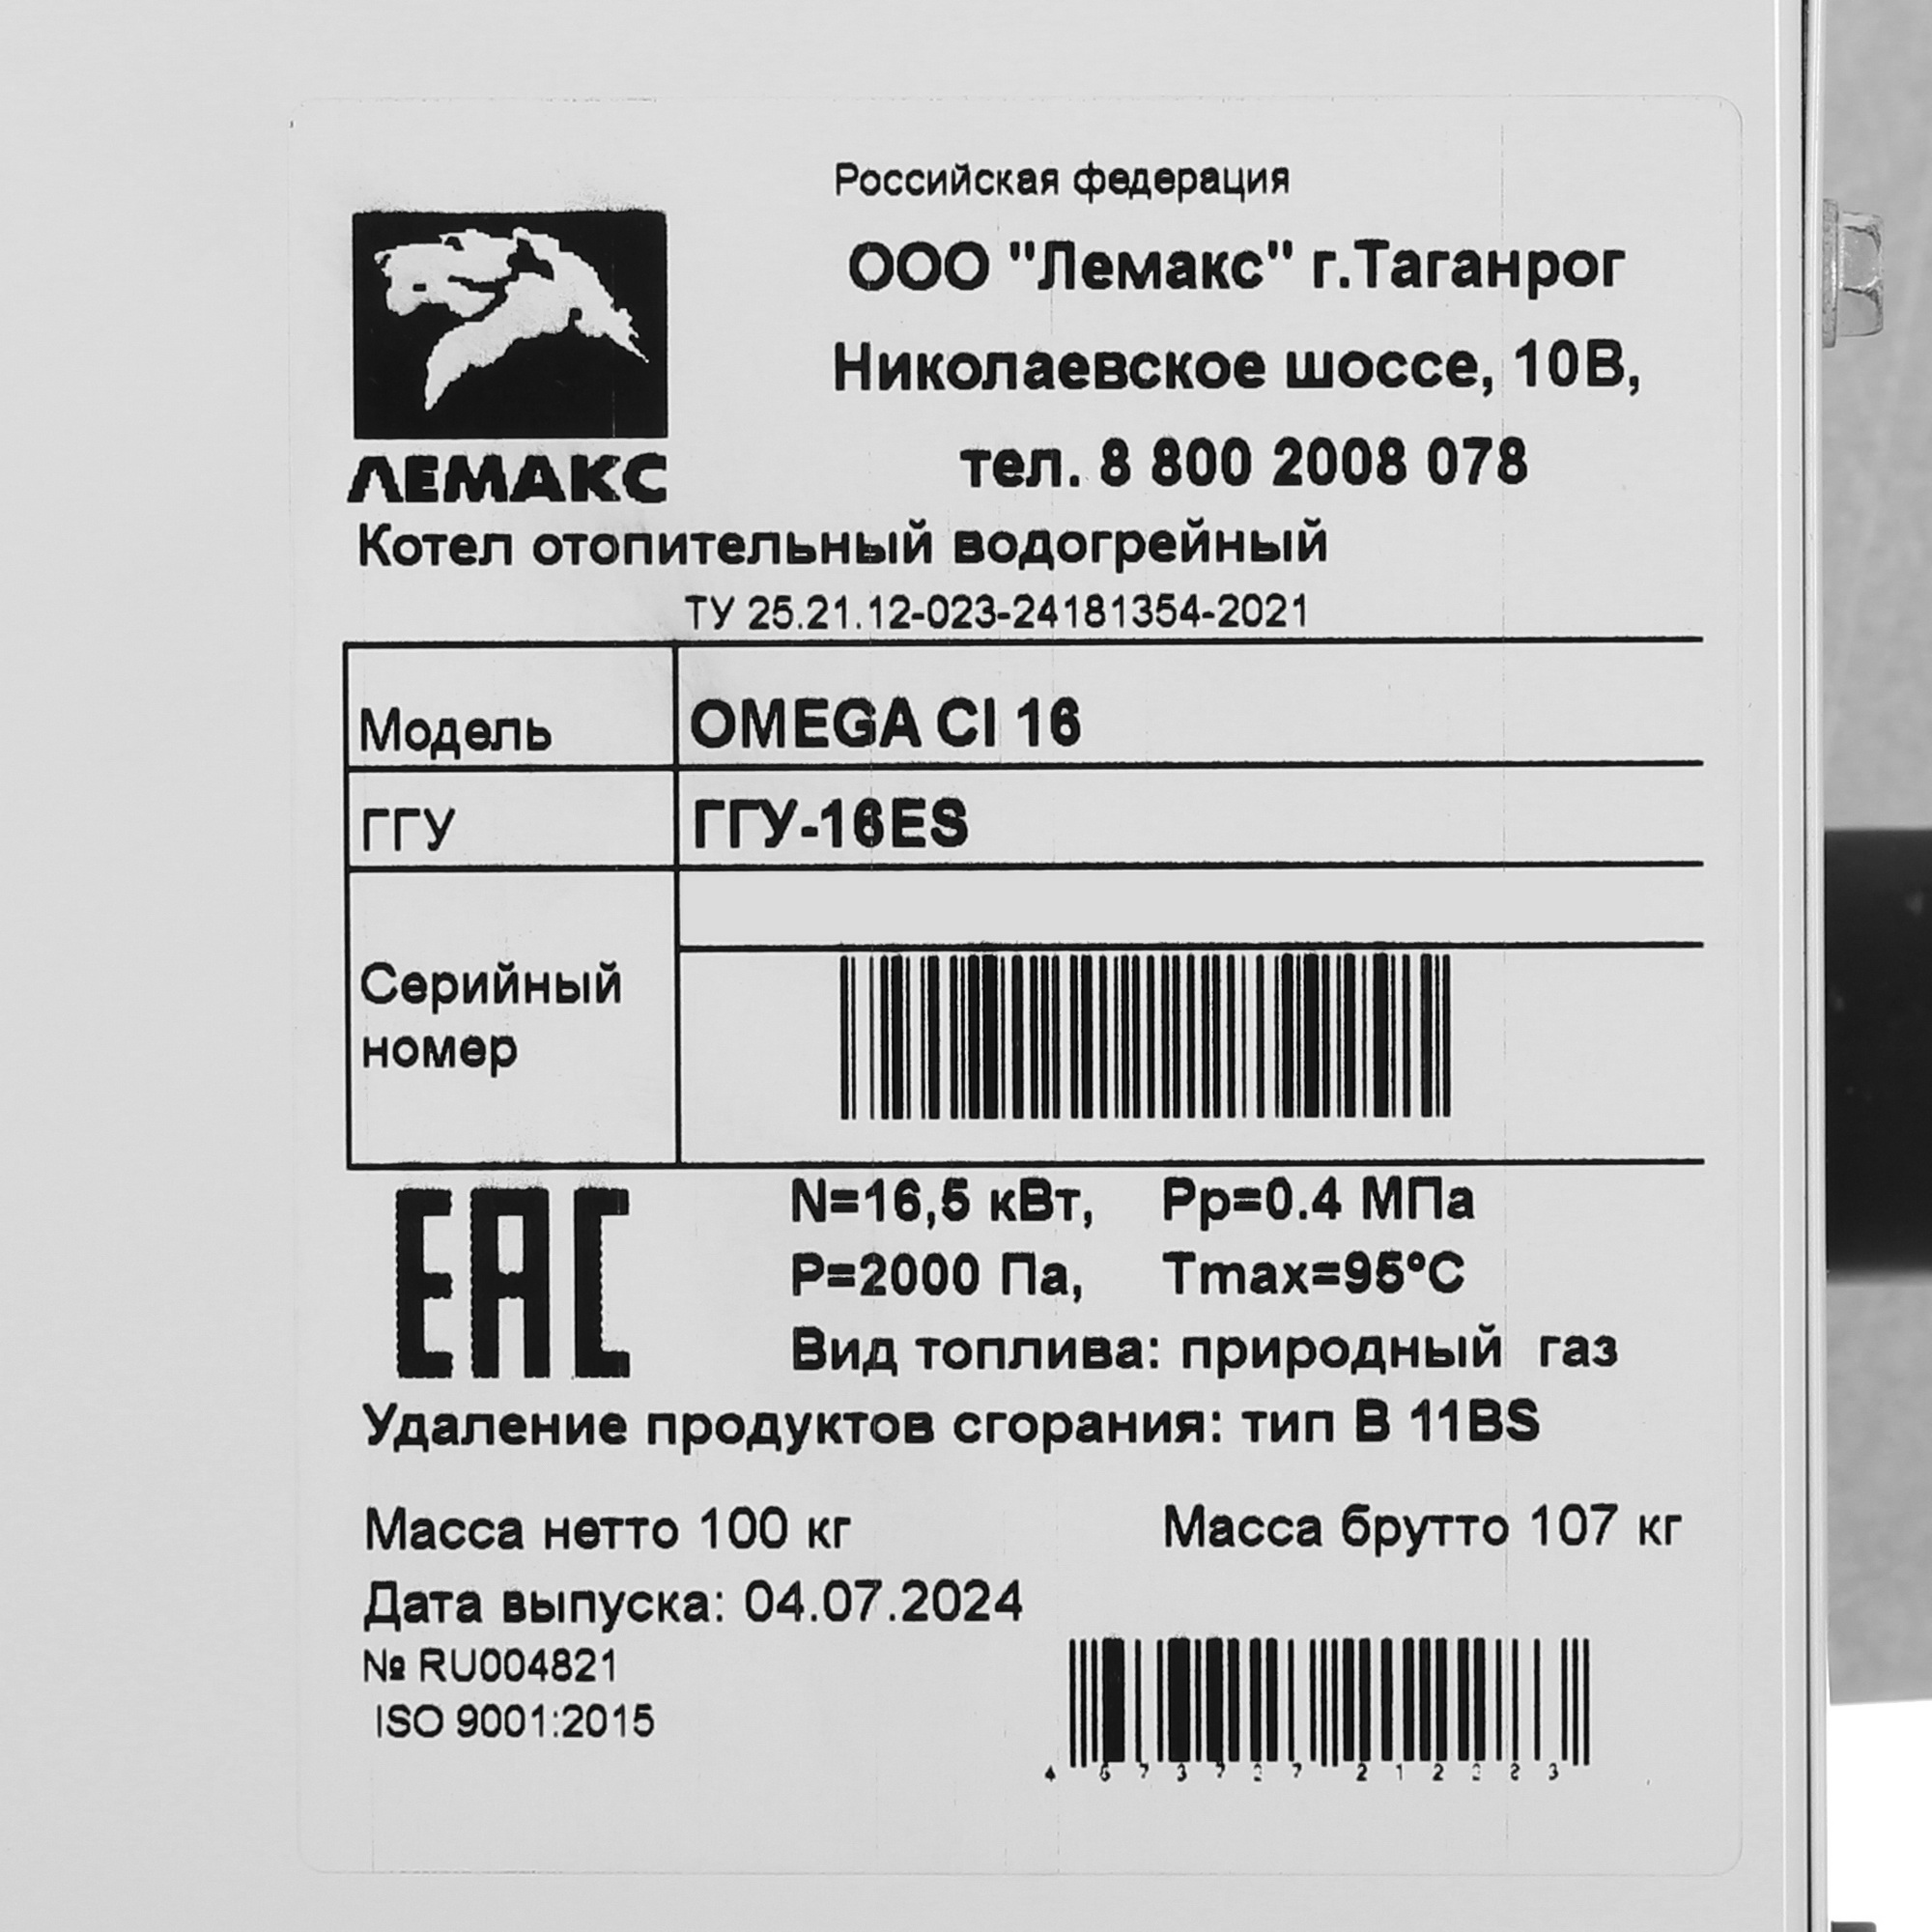 Российская федерация
ООО "Лемакс" г.Таганрог
Николаевское шоссе, 10В,
тел. 8 800 2008 078
ЛЕМАКС
Котел отопительный водогрейный
ТУ 25.21.12-023-24181354-2021
Модель OMEGA CI 16
ГГУ ГГУ-16ES
Серийный
номер
EAC
N=16,5 кВт, Рр=0.4 МПа
Р=2000 Па, Tmax=95°C
Вид топлива: природный газ
Удаление продуктов сгорания: тип В 11BS
Масса нетто 100 кг Масса брутто 107 кг
Дата выпуска: 04.07.2024
№ RU004821
ISO 9001:2015